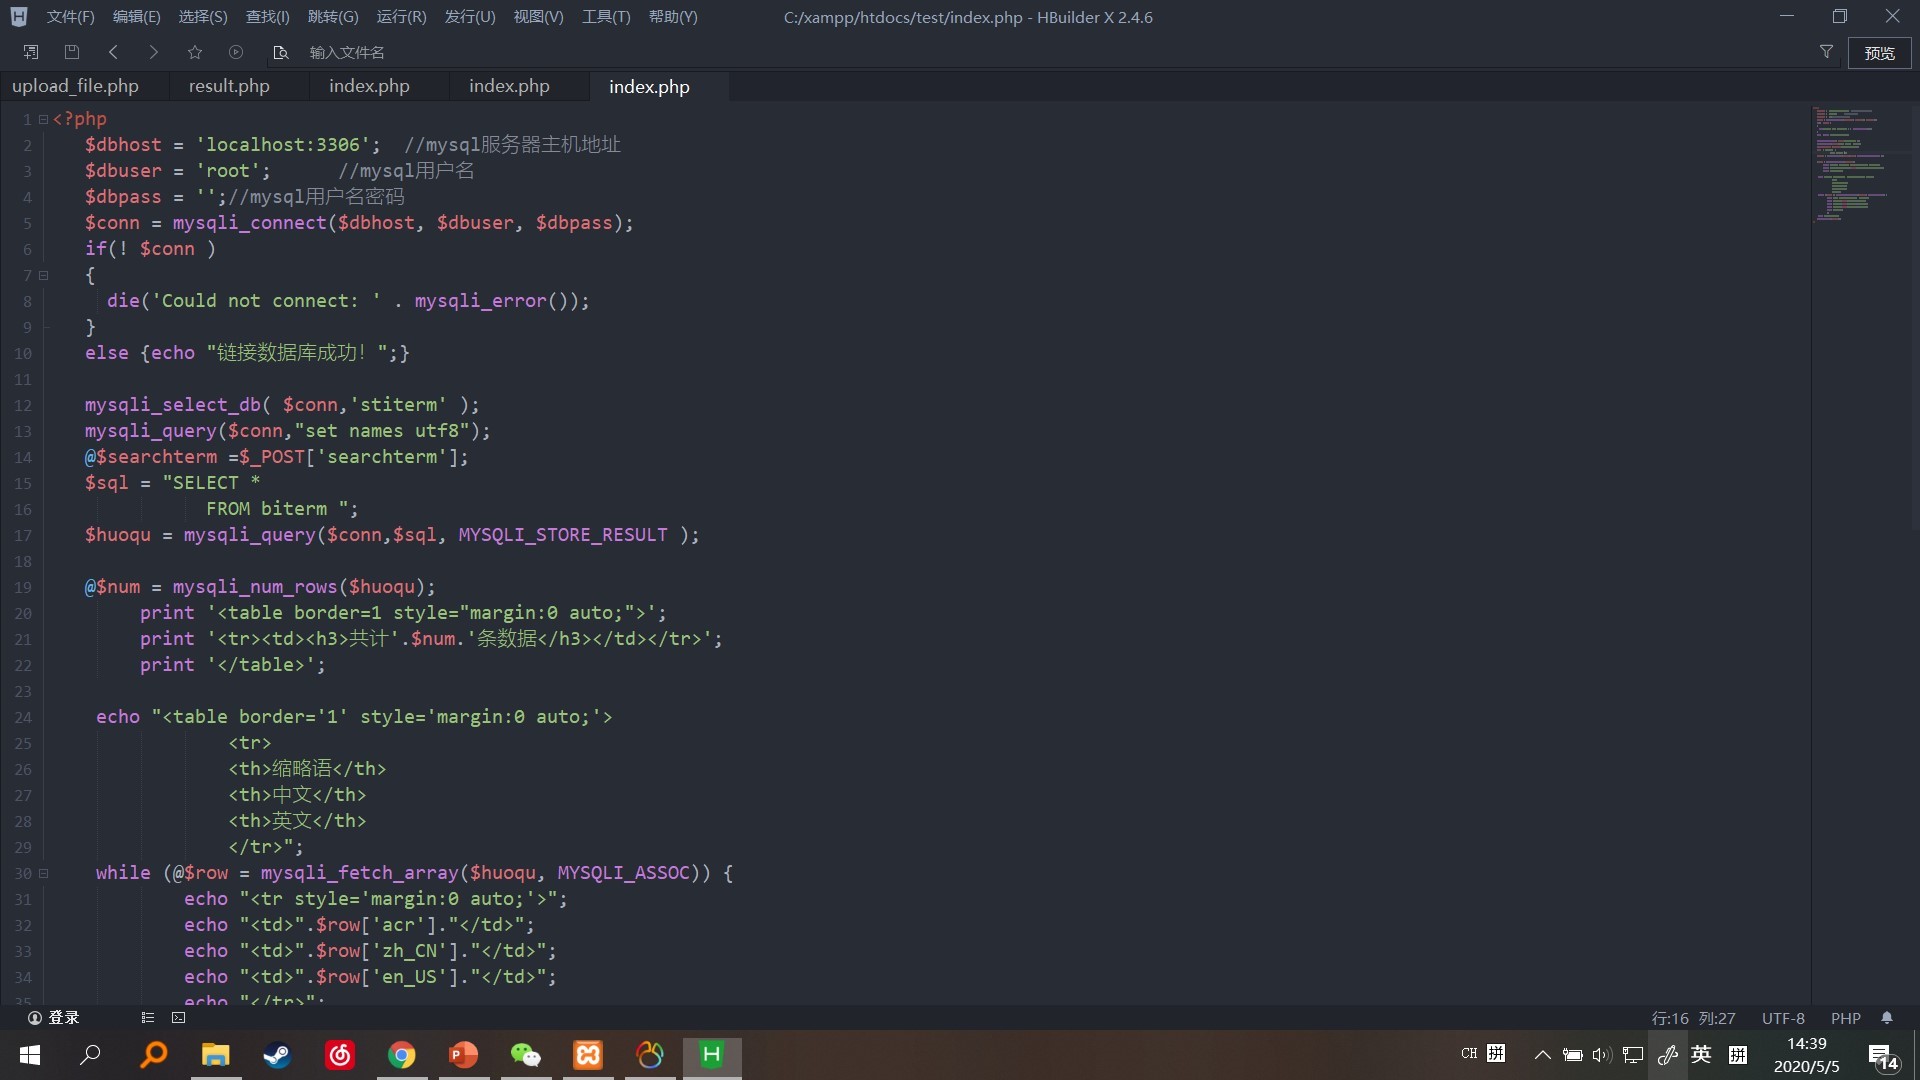 文件(F) 编辑(E) 选择(S) 查找(I) 跳转(G) 运行(R) 发行(U) 视图(V) 工具(T) 帮助(Y) C:/xampp/htdocs/test/index.php - HBuilder X 2.4.6
输入文件名 预览
upload_file.php result.php index.php index.php index.php
1 <?php
2 $dbhost = 'localhost:3306';  //mysql服务器主机地址
3 $dbuser = 'root';      //mysql用户名
4 $dbpass = '';//mysql用户名密码
5 $conn = mysqli_connect($dbhost, $dbuser, $dbpass);
6 if(! $conn )
7 {
8 die('Could not connect: ' . mysqli_error());
9 }
10 else {echo "链接数据库成功！";}
11
12 mysqli_select_db( $conn,'stiterm' );
13 mysqli_query($conn,"set names utf8");
14 @$searchterm =$_POST['searchterm'];
15 $sql = "SELECT *
16 FROM biterm ";
17 $huoqu = mysqli_query($conn,$sql, MYSQLI_STORE_RESULT );
18
19 @$num = mysqli_num_rows($huoqu);
20 print '<table border=1 style="margin:0 auto;">';
21 print '<tr><td><h3>共计'.$num.'条数据</h3></td></tr>';
22 print '</table>';
23
24 echo "<table border='1' style='margin:0 auto;'>
25 <tr>
26 <th>缩略语</th>
27 <th>中文</th>
28 <th>英文</th>
29 </tr>";
30 while (@$row = mysqli_fetch_array($huoqu, MYSQLI_ASSOC)) {
31 echo "<tr style='margin:0 auto;'>";
32 echo "<td>".$row['acr']."</td>";
33 echo "<td>".$row['zh_CN']."</td>";
34 echo "<td>".$row['en_US']."</td>";
35 echo "</tr>";
登录 行:16 列:27 UTF-8 PHP
CH 拼 英 拼 14:39
2020/5/5 14